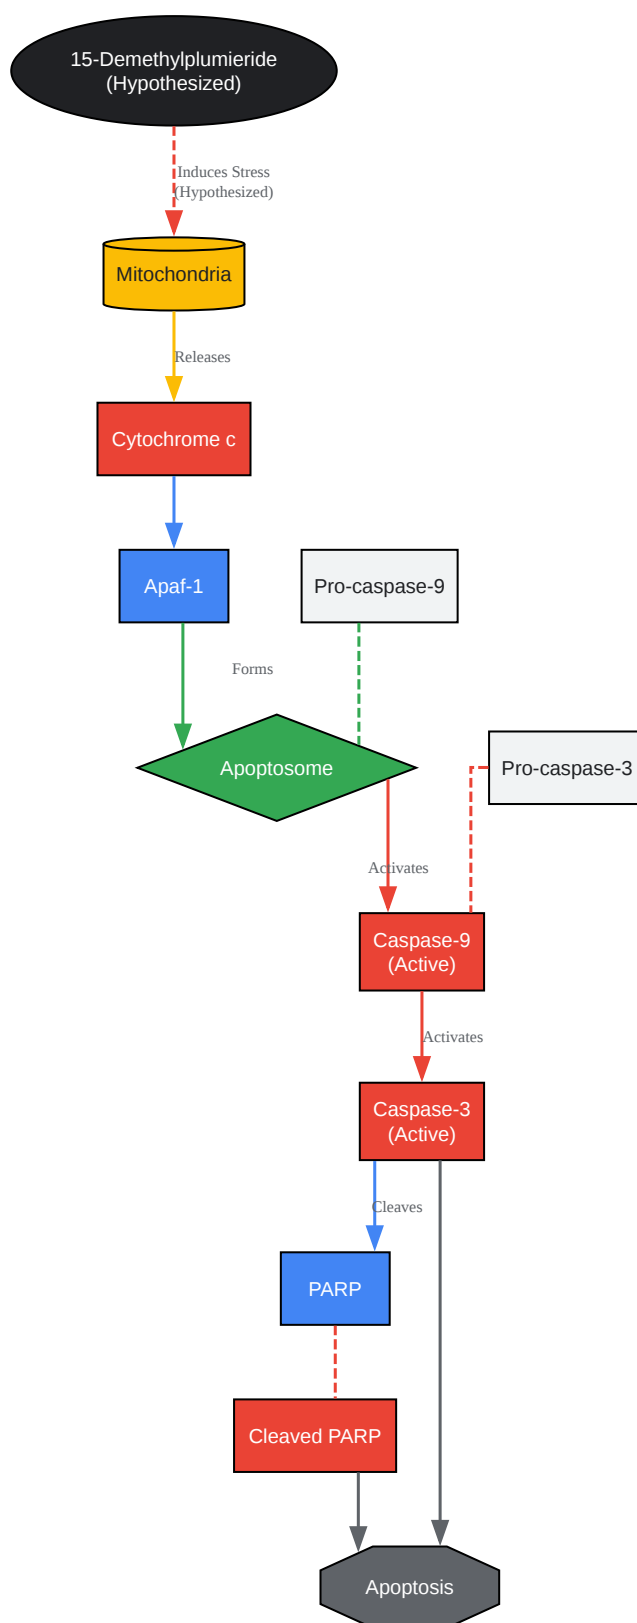 15-Demethylplumieride
(Hypothesized)
Induces Stress
(Hypothesized)
Mitochondria
Releases
Cytochrome c
Apaf-1
Pro-caspase-9
Forms
Apoptosome
Pro-caspase-3
Activates
Caspase-9
(Active)
Activates
Caspase-3
(Active)
Cleaves
PARP
Cleaved PARP
Apoptosis